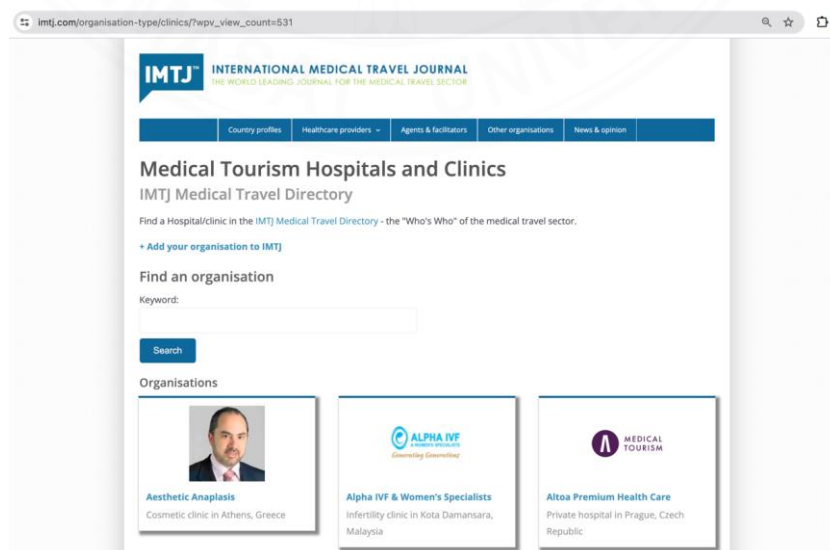 imtj.com/organisation-type/clinics/?wpv_view_count=531
IMTJ™ INTERNATIONAL MEDICAL TRAVEL JOURNAL
THE WORLD LEADING JOURNAL FOR THE MEDICAL TRAVEL SECTOR
Country profiles Healthcare providers Agents & facilitators Other organisations News & opinion
Medical Tourism Hospitals and Clinics
IMTJ Medical Travel Directory
Find a Hospital/clinic in the IMTJ Medical Travel Directory - the "Who's Who" of the medical travel sector.
+ Add your organisation to IMTJ
Find an organisation
Keyword:
Search
Organisations
ALPHA IVF
& WOMEN'S SPECIALISTS
Generating Generations
MEDICAL
TOURISM
Aesthetic Anaplasis
Cosmetic clinic in Athens, Greece
Alpha IVF & Women's Specialists
Infertility clinic in Kota Damansara,
Malaysia
Altoa Premium Health Care
Private hospital in Prague, Czech
Republic